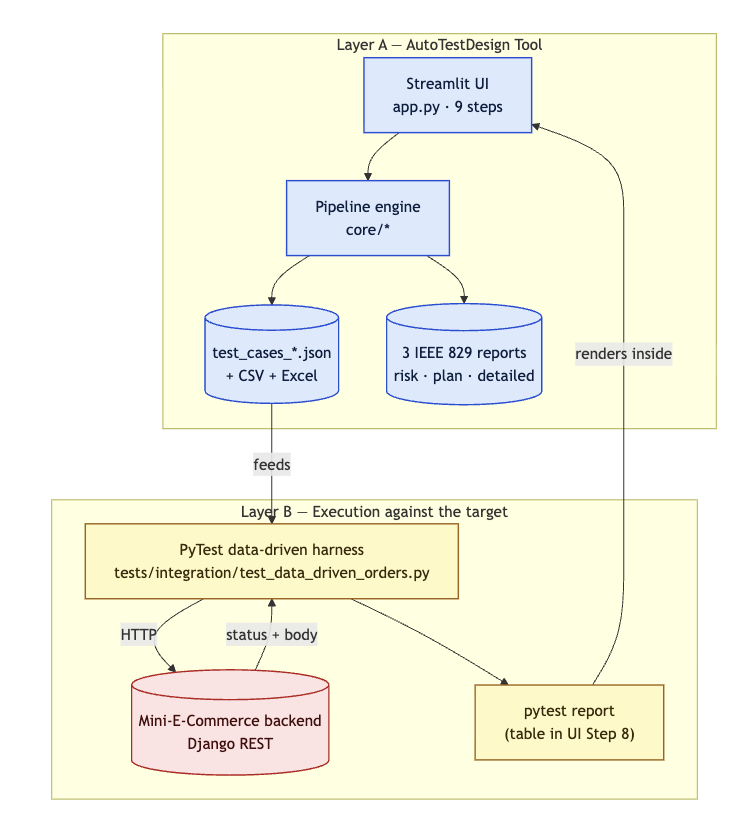 Layer A — AutoTestDesign Tool
Streamlit UI
app.py · 9 steps
Pipeline engine
core/*
test_cases_*.json
+ CSV + Excel
3 IEEE 829 reports
risk · plan · detailed
renders inside
feeds
Layer B — Execution against the target
PyTest data-driven harness
tests/integration/test_data_driven_orders.py
HTTP
status + body
Mini-E-Commerce backend
Django REST
pytest report
(table in UI Step 8)